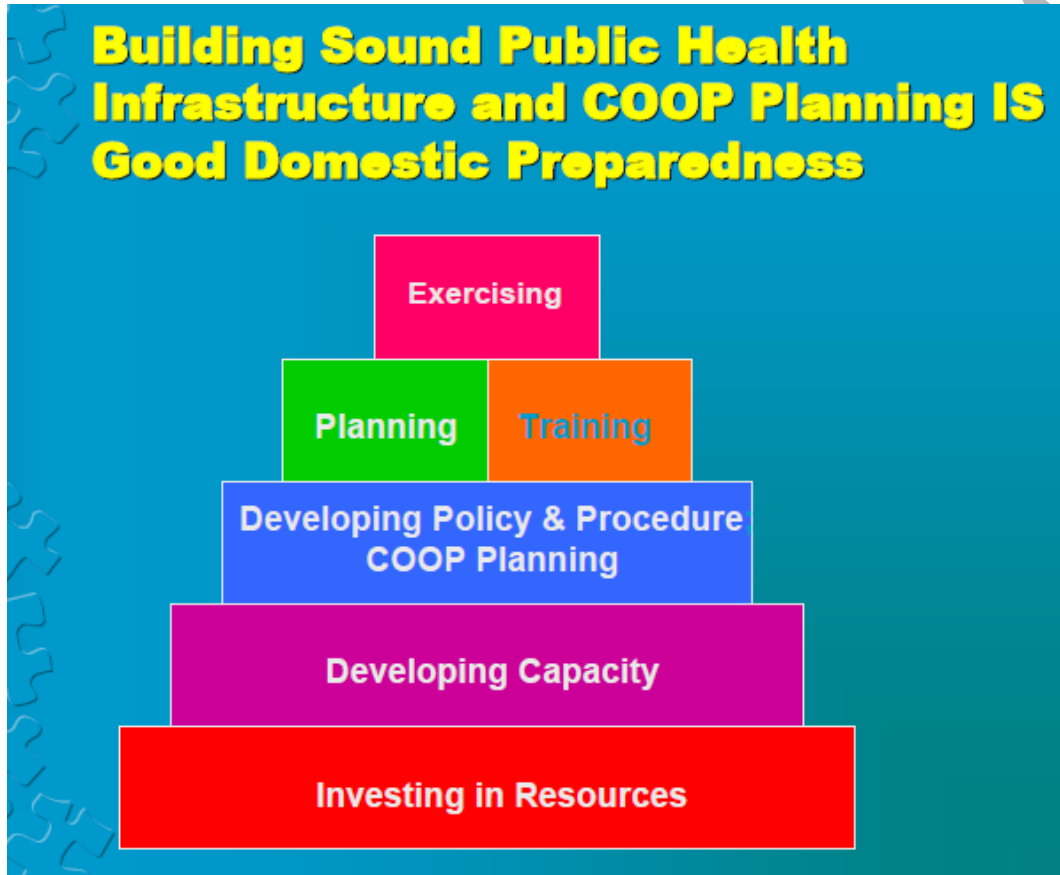 Building Sound Public Health
Infrastructure and COOP Planning IS
Good Domestic Preparedness
Exercising
Planning
Training
Developing Policy & Procedure;
COOP Planning
Developing Capacity
Investing in Resources